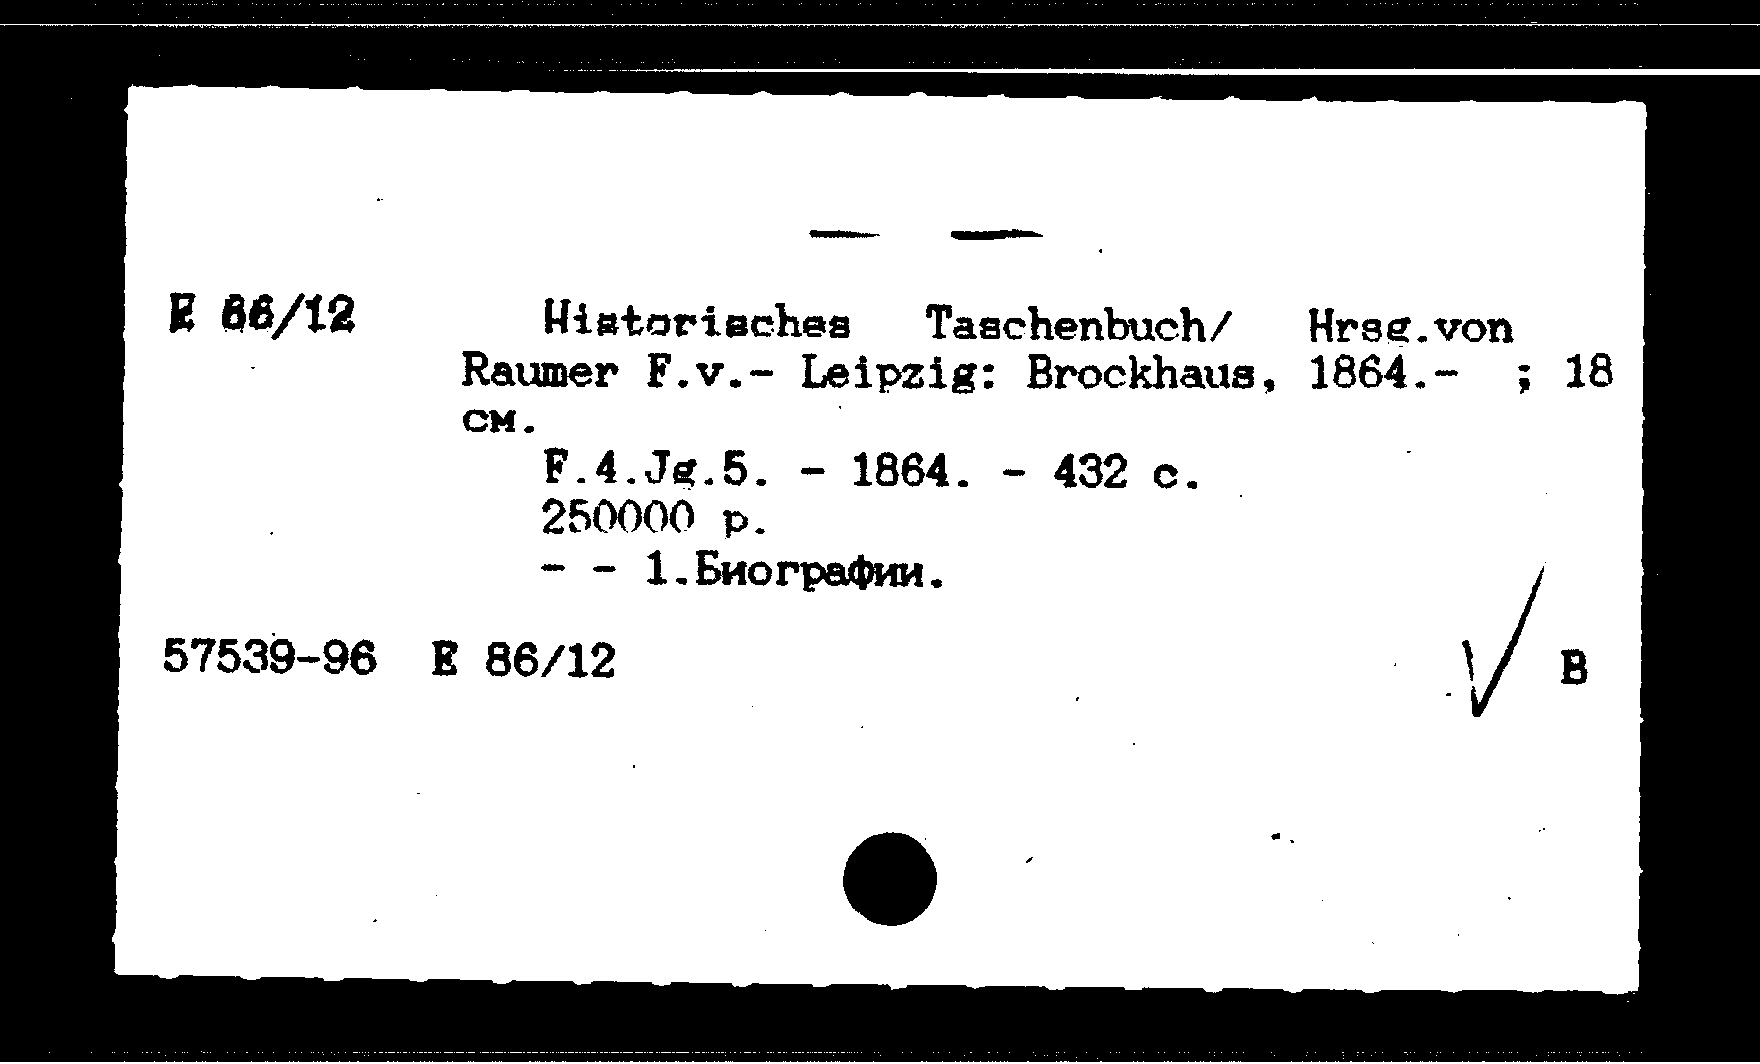 E 86/12 Historisches Taschenbuch/ Hrsg.von
Raumer F.v.- Leipzig: Brockhaus, 1864.- ; 18
см.
F.4.Jg.5. - 1864. - 432 с.
250000 р.
- - 1.Биографии.
57539-96 E 86/12 В